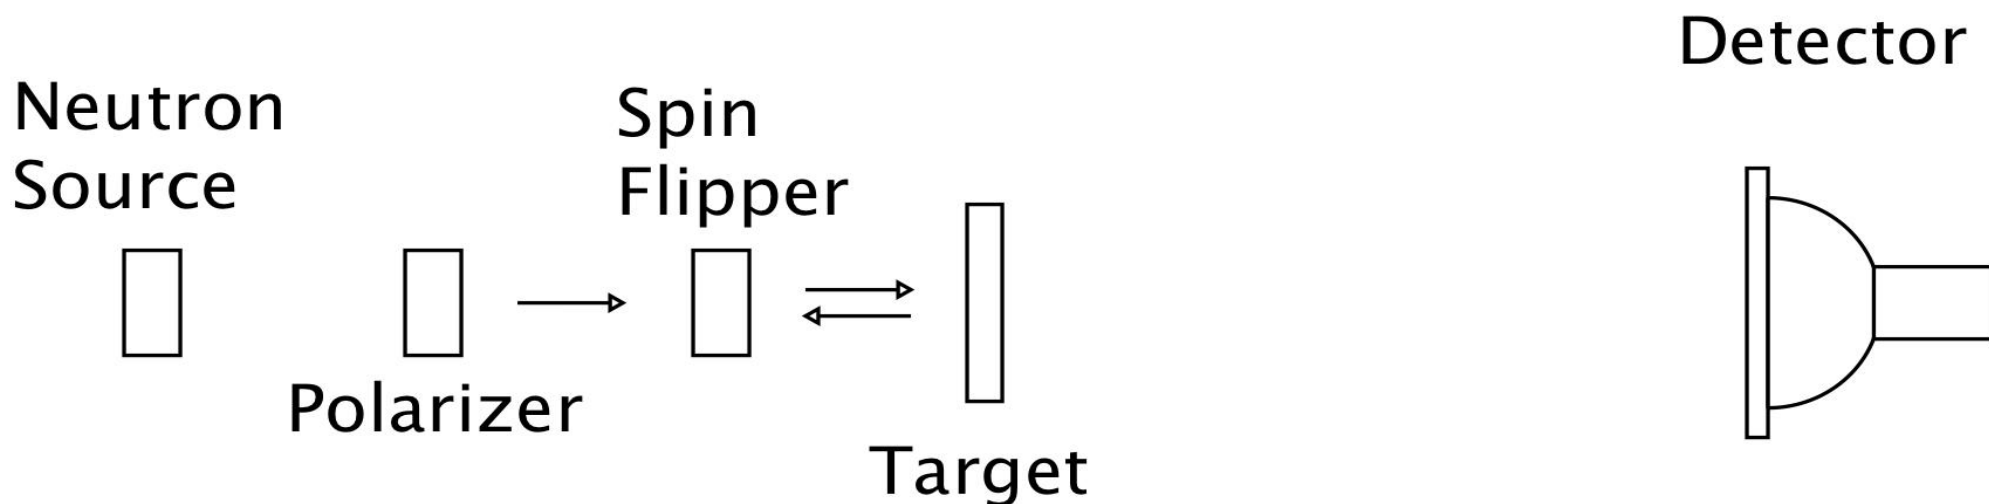 Neutron
Source
Polarizer
Spin
Flipper
Target
Detector